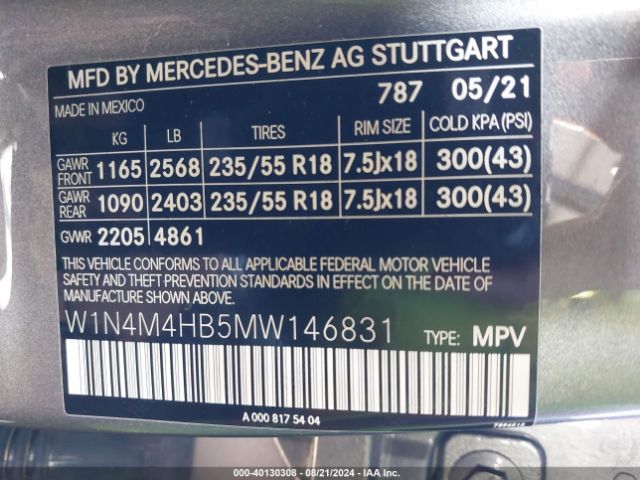 MFD BY MERCEDES-BENZ AG STUTTGART
MADE IN MEXICO 787 05/21
KG LB TIRES RIM SIZE COLD KPA(PSI)
GAWR FRONT 1165 2568 235/55 R18 7.5Jx18 300(43)
GAWR REAR 1090 2403 235/55 R18 7.5Jx18 300(43)
GVWR 2205 4861
THIS VEHICLE CONFORMS TO ALL APPLICABLE FEDERAL MOTOR VEHICLE
SAFETY AND THEFT PREVENTION STANDARDS IN EFFECT ON THE DATE OF
MANUFACTURE SHOWN ABOVE.
W1N4M4HB5MW146831 TYPE: MPV
A 000 817 54 04
000-40130308 - 08/21/2024 - IAA Inc.